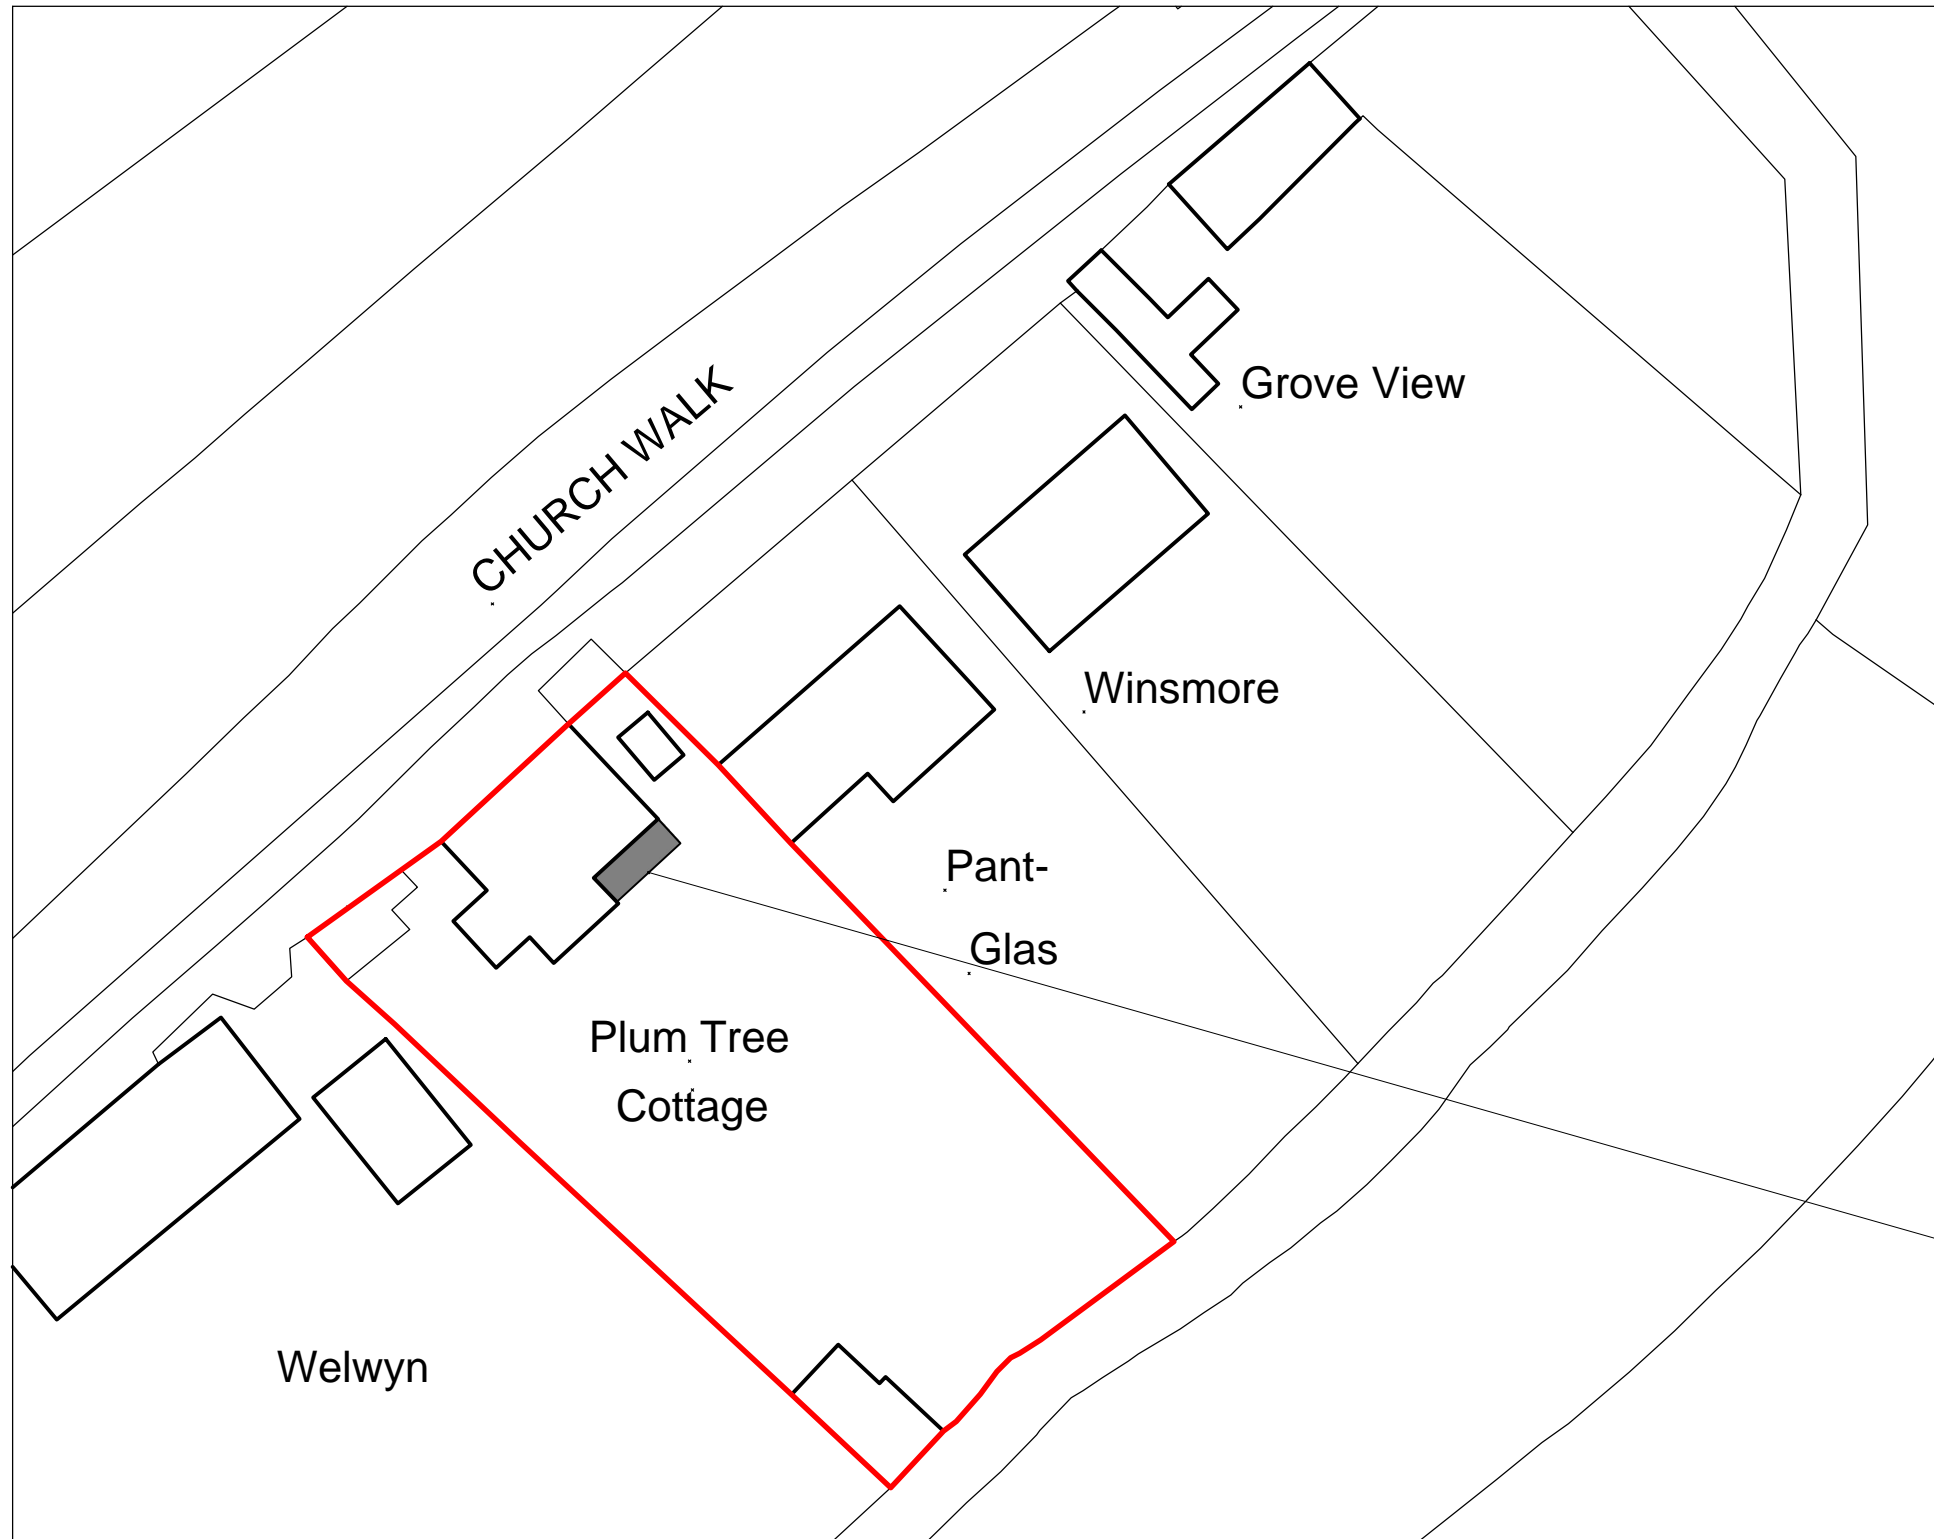 Grove View
CHURCH WALK
Winsmore
Pant-
Glas
Plum Tree
Cottage
Welwyn